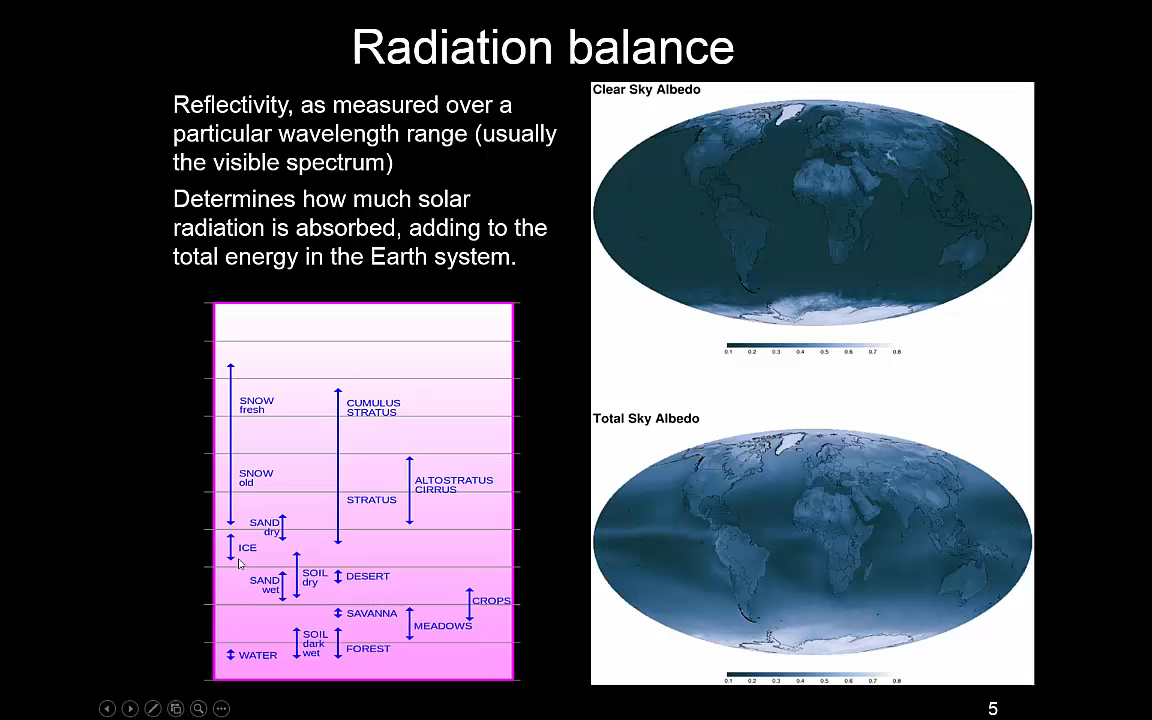 Radiation balance
Reflectivity, as measured over a
particular wavelength range (usually
the visible spectrum)
Determines how much solar
radiation is absorbed, adding to the
total energy in the Earth system.
SNOW
fresh
CUMULUS
STRATUS
SNOW
old
ALTOSTRATUS
CIRRUS
STRATUS
SAND
dry
ICE
SOIL
dry
DESERT
SAND
wet
CROPS
SAVANNA
MEADOWS
SOIL
dark
wet
FOREST
WATER
Clear Sky Albedo
0.1 0.2 0.3 0.4 0.5 0.6 0.7 0.8
Total Sky Albedo
0.1 0.2 0.3 0.4 0.5 0.6 0.7 0.8
5